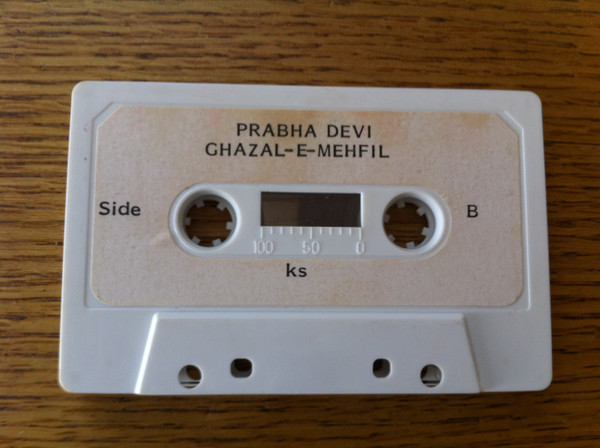 PRABHA DEVI
GHAZAL-E-MEHFIL
Side B
100 50 0
ks